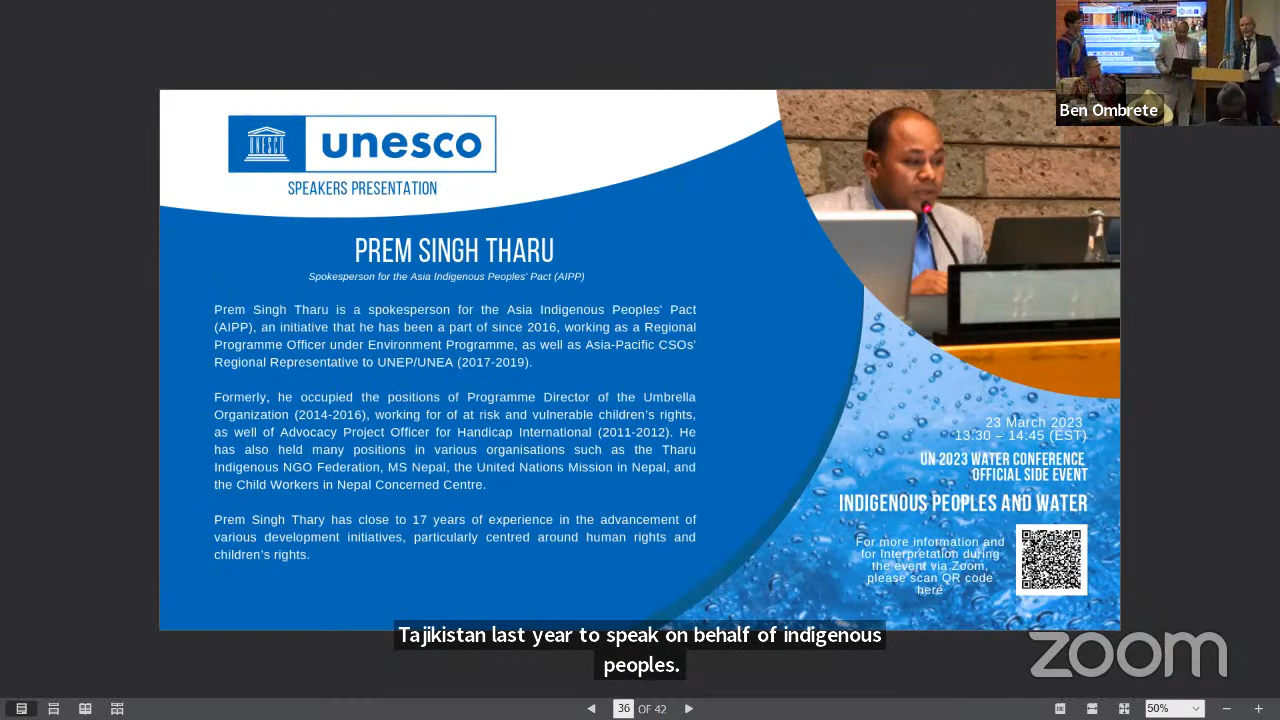 Ben Ombrete
UNESCO
unesco
SPEAKERS PRESENTATION
PREM SINGH THARU
Spokesperson for the Asia Indigenous Peoples' Pact (AIPP)
Prem Singh Tharu is a spokesperson for the Asia Indigenous Peoples' Pact
(AIPP), an initiative that he has been a part of since 2016, working as a Regional
Programme Officer under Environment Programme, as well as Asia-Pacific CSOs'
Regional Representative to UNEP/UNEA (2017-2019).
Formerly, he occupied the positions of Programme Director of the Umbrella
Organization (2014-2016), working for of at risk and vulnerable children's rights,
as well of Advocacy Project Officer for Handicap International (2011-2012). He
has also held many positions in various organisations such as the Tharu
Indigenous NGO Federation, MS Nepal, the United Nations Mission in Nepal, and
the Child Workers in Nepal Concerned Centre.
Prem Singh Thary has close to 17 years of experience in the advancement of
various development initiatives, particularly centred around human rights and
children's rights.
23 March 2023
13:30 – 14:45 (EST)
UN 2023 WATER CONFERENCE
OFFICIAL SIDE EVENT
INDIGENOUS PEOPLES AND WATER
For more information and
for Interpretation during
the event via Zoom,
please scan QR code
here
Tajikistan last year to speak on behalf of indigenous
peoples.
zoom
36 OF 42
50%